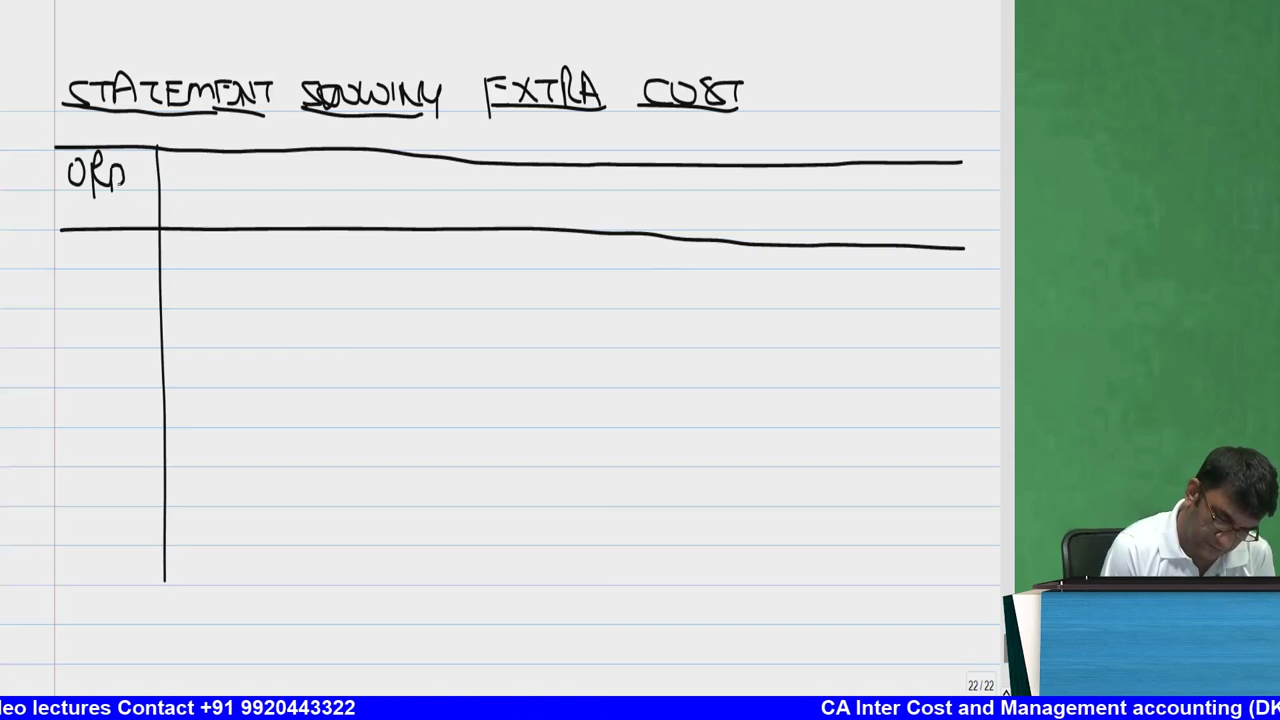 STATEMENT SHOWING EXTRA COST
ORD
22/22
leo lectures Contact +91 9920443322 CA Inter Cost and Management accounting (DK